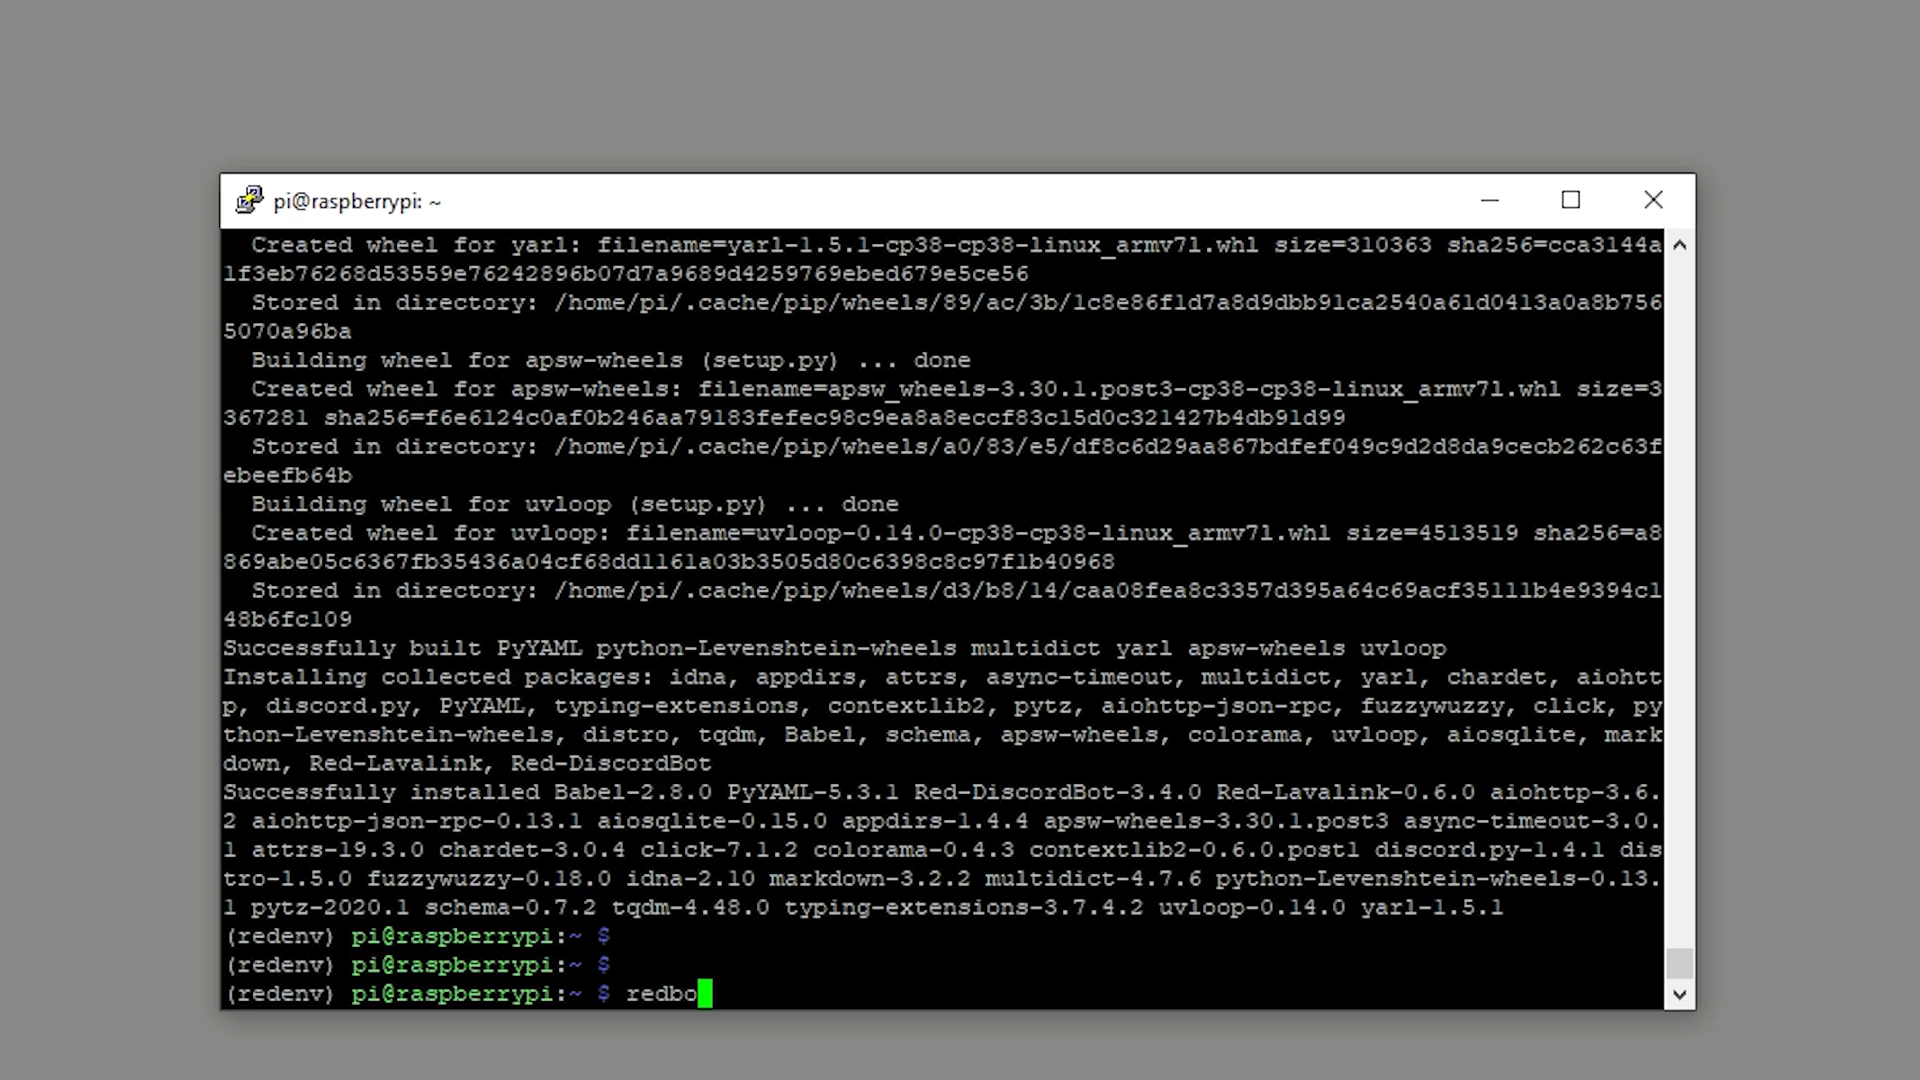 pi@raspberrypi: ~
Created wheel for yarl: filename=yarl-1.5.1-cp38-cp38-linux_armv7l.whl size=310363 sha256=cca3144a
1f3eb76268d53559e76242896b07d7a9689d4259769ebed679e5ce56
Stored in directory: /home/pi/.cache/pip/wheels/89/ac/3b/1c8e86f1d7a8d9dbb91ca2540a61d0413a0a8b756
5070a96ba
Building wheel for apsw-wheels (setup.py) ... done
Created wheel for apsw-wheels: filename=apsw_wheels-3.30.1.post3-cp38-cp38-linux_armv7l.whl size=3
367281 sha256=f6e6124c0af0b246aa79183fefec98c9ea8a8eccf83c15d0c321427b4db91d99
Stored in directory: /home/pi/.cache/pip/wheels/a0/83/e5/df8c6d29aa867bdfef049c9d2d8da9cecb262c63f
ebeefb64b
Building wheel for uvloop (setup.py) ... done
Created wheel for uvloop: filename=uvloop-0.14.0-cp38-cp38-linux_armv7l.whl size=4513519 sha256=a8
869abe05c6367fb35436a04cf68dd1161a03b3505d80c6398c8c97f1b40968
Stored in directory: /home/pi/.cache/pip/wheels/d3/b8/14/caa08fea8c3357d395a64c69acf35111b4e9394c1
48b6fc109
Successfully built PyYAML python-Levenshtein-wheels multidict yarl apsw-wheels uvloop
Installing collected packages: idna, appdirs, attrs, async-timeout, multidict, yarl, chardet, aiohtt
p, discord.py, PyYAML, typing-extensions, contextlib2, pytz, aiohttp-json-rpc, fuzzywuzzy, click, py
thon-Levenshtein-wheels, distro, tqdm, Babel, schema, apsw-wheels, colorama, uvloop, aiosqlite, mark
down, Red-Lavalink, Red-DiscordBot
Successfully installed Babel-2.8.0 PyYAML-5.3.1 Red-DiscordBot-3.4.0 Red-Lavalink-0.6.0 aiohttp-3.6.
2 aiohttp-json-rpc-0.13.1 aiosqlite-0.15.0 appdirs-1.4.4 apsw-wheels-3.30.1.post3 async-timeout-3.0.
1 attrs-19.3.0 chardet-3.0.4 click-7.1.2 colorama-0.4.3 contextlib2-0.6.0.post1 discord.py-1.4.1 dis
tro-1.5.0 fuzzywuzzy-0.18.0 idna-2.10 markdown-3.2.2 multidict-4.7.6 python-Levenshtein-wheels-0.13.
1 pytz-2020.1 schema-0.7.2 tqdm-4.48.0 typing-extensions-3.7.4.2 uvloop-0.14.0 yarl-1.5.1
(redenv) pi@raspberrypi:~ $
(redenv) pi@raspberrypi:~ $
(redenv) pi@raspberrypi:~ $ redbo